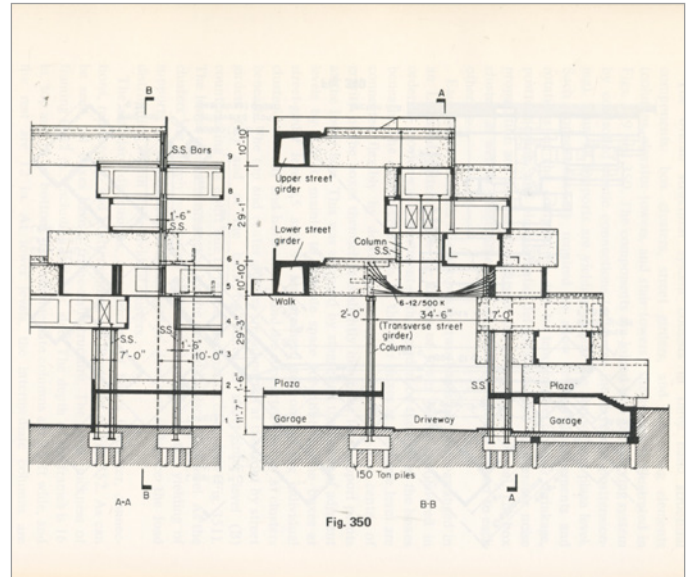 B
A
S.S. Bars
9
10'-10"
Upper street
girder
8
1'-6"
S.S.
7
29'-1"
Lower street
girder
Column
S.S.
6
10'-10"
5
Walk
6-12/500 K
2'-0"
34'-6"
7'-0"
(Transverse street
girder)
4
S.S.
S.S.
1'-6"
7'-0"
10'-0"
3
29'-3"
Column
2
1'-6"
Plaza
S.S
Plaza
11'-7"
Garage
Driveway
Garage
1
150 Ton piles
A-A
B
B-B
A
Fig. 350